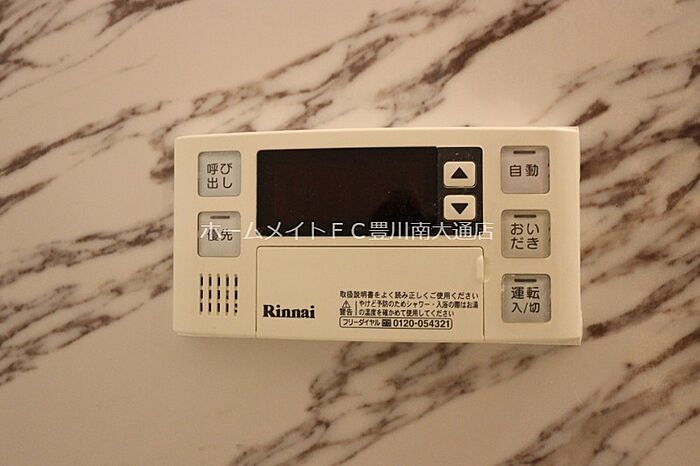 呼び
出し
優先
▲
▼
自動
おい
だき
運転
入/切
ホームメイトFC豊川南大通店
Rinnai
取扱説明書をよく読み正しくご使用ください
⚠警告 やけど予防のためシャワー・入浴の際はお湯
の温度を確かめて使用してください
フリーダイヤル 0120-054321